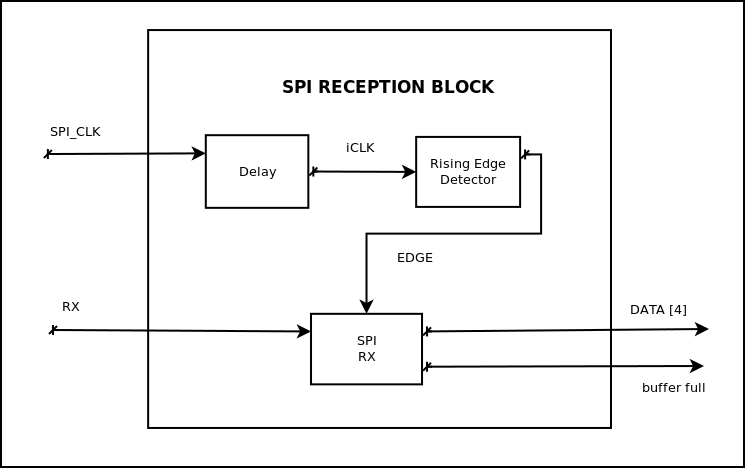 SPI RECEPTION BLOCK
SPI_CLK
iCLK
Delay
Rising Edge
Detector
EDGE
RX
DATA [4]
SPI
RX
buffer full